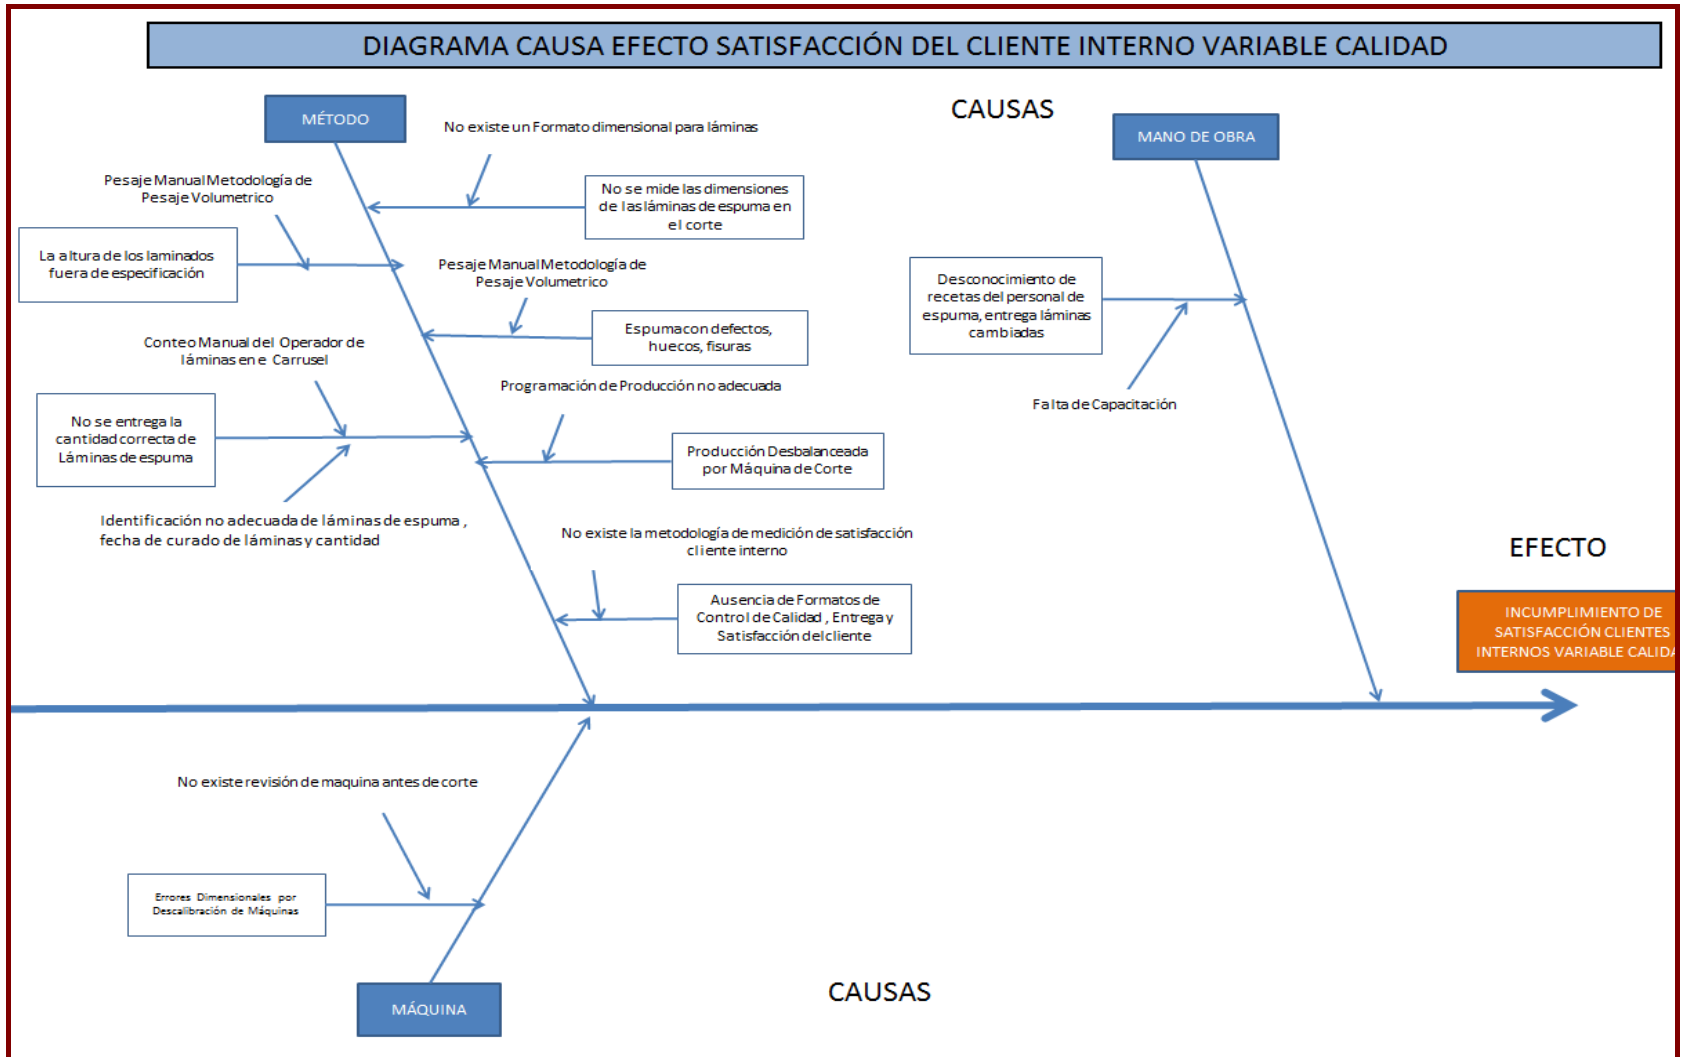 DIAGRAMA CAUSA EFECTO SATISFACCIÓN DEL CLIENTE INTERNO VARIABLE CALIDAD
CAUSAS
MÉTODO
MANO DE OBRA
No existe un Formato dimensional para láminas
Pesaje Manual Metodología de
Pesaje Volumetrico
No se mide las dimensiones
de las láminas de espuma en
el corte
La altura de los laminados
fuera de especificación
Pesaje Manual Metodología de
Pesaje Volumetrico
Desconocimiento de
recetas del personal de
espuma, entrega láminas
cambiadas
Espumacon defectos,
huecos, fisuras
Conteo Manual del Operador de
láminas en e Carrusel
Programación de Producción no adecuada
Falta de Capacitación
No se entrega la
cantidad correcta de
Láminas de espuma
Producción Desbalanceada
por Máquina de Corte
Identificación no adecuada de láminas de espuma ,
fecha de curado de láminas y cantidad
No existe la metodología de medición de satisfacción
cliente interno
EFECTO
Ausencia de Formatos de
Control de Calidad , Entrega y
Satisfacción del cliente
INCUMPLIMIENTO DE
SATISFACCIÓN CLIENTES
INTERNOS VARIABLE CALIDA
No existe revisión de maquina antes de corte
Errores Dimensionales por
Descalibración de Máquinas
MÁQUINA
CAUSAS